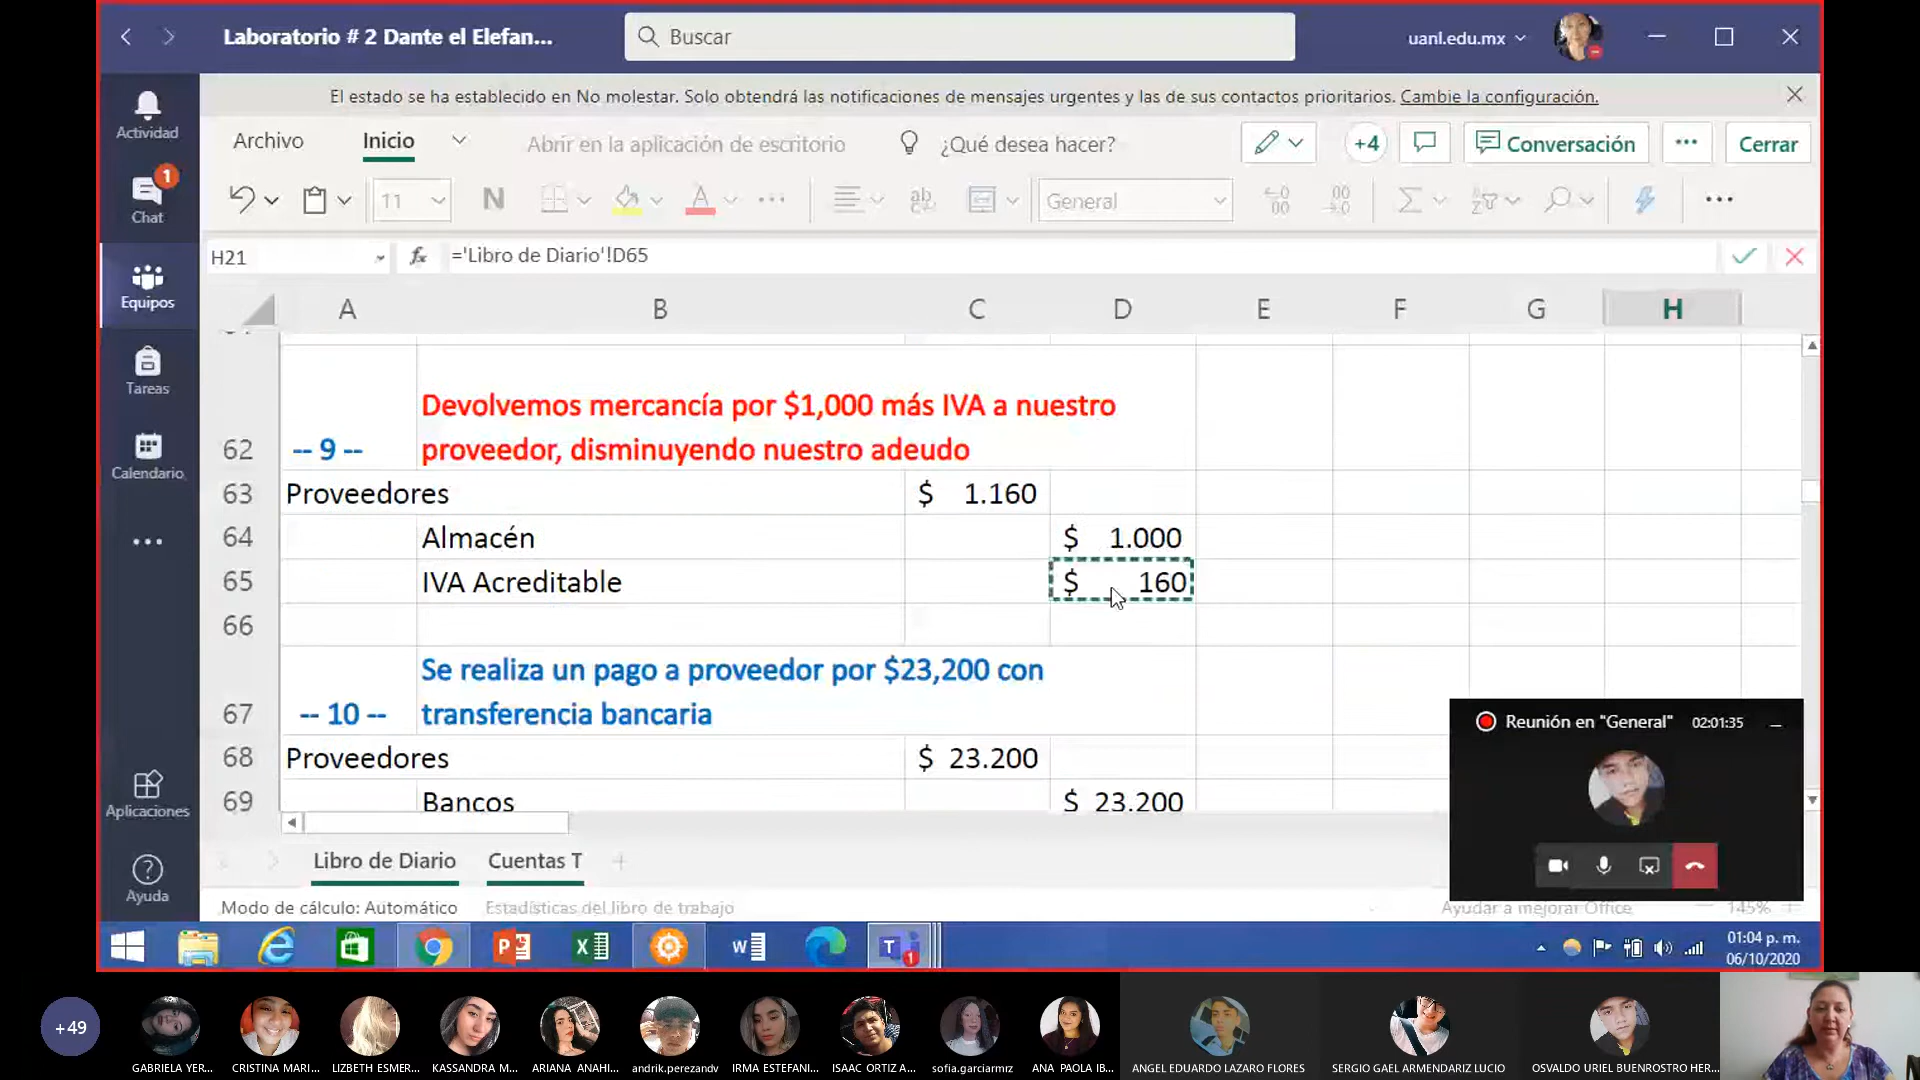 Laboratorio # 2 Dante el Elefan...
Buscar
uanl.edu.mx
El estado se ha establecido en No molestar. Solo obtendrá las notificaciones de mensajes urgentes y las de sus contactos prioritarios. Cambie la configuración.
Actividad
1
Chat
Equipos
Tareas
Calendario
Aplicaciones
Ayuda
Archivo Inicio Abrir en la aplicación de escritorio ¿Qué desea hacer? +4 Conversación ... Cerrar
11 N A ... ab General ...
H21 fx ='Libro de Diario'!D65
A B C D E F G H
Devolvemos mercancía por $1,000 más IVA a nuestro
62 -- 9 -- proveedor, disminuyendo nuestro adeudo
63 Proveedores $ 1.160
64 Almacén $ 1.000
65 IVA Acreditable $ 160
66
Se realiza un pago a proveedor por $23,200 con
67 -- 10 -- transferencia bancaria
68 Proveedores $ 23.200
69 Bancos $ 23.200
Reunión en "General" 02:01:35
Libro de Diario Cuentas T
Modo de cálculo: Automático Estadísticas del libro de trabajo Ayudar a mejorar Office 145%
01:04 p. m.
06/10/2020
+49
GABRIELA YER... CRISTINA MARI... LIZBETH ESMER... KASSANDRA M... ARIANA ANAHI... andrik.perezandv IRMA ESTEFANI... ISAAC ORTIZ A... sofia.garciarmrz ANA PAOLA IB... ANGEL EDUARDO LAZARO FLORES SERGIO GAEL ARMENDARIZ LUCIO OSVALDO URIEL BUENROSTRO HER...